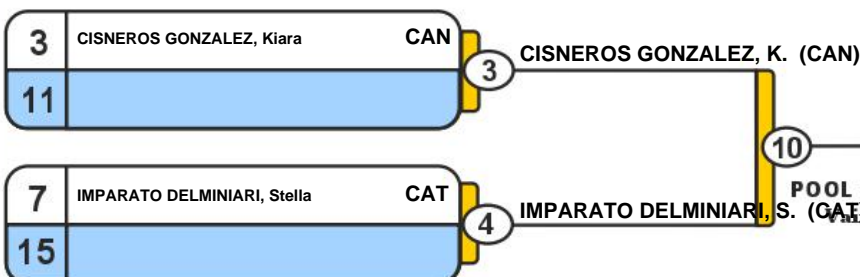 3 CISNEROS GONZALEZ, Kiara CAN
11
3 CISNEROS GONZALEZ, K. (CAN)
10
7 IMPARATO DELMINIARI, Stella CAT
15
4 IMPARATO DELMINIARI, S. (CAT
POOL